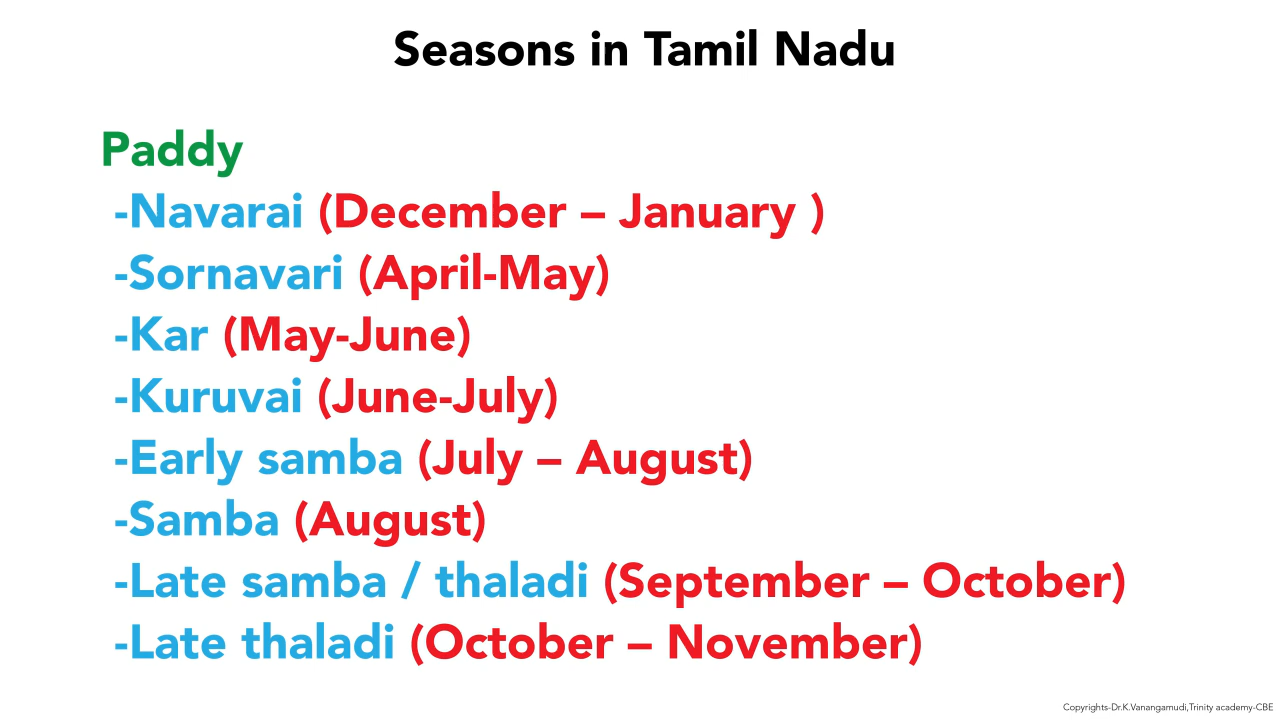 Seasons in Tamil Nadu
Paddy
-Navarai (December – January )
-Sornavari (April-May)
-Kar (May-June)
-Kuruvai (June-July)
-Early samba (July – August)
-Samba (August)
-Late samba / thaladi (September – October)
-Late thaladi (October – November)
Copyrights-Dr.K.Vanangamudi,Trinity academy-CBE